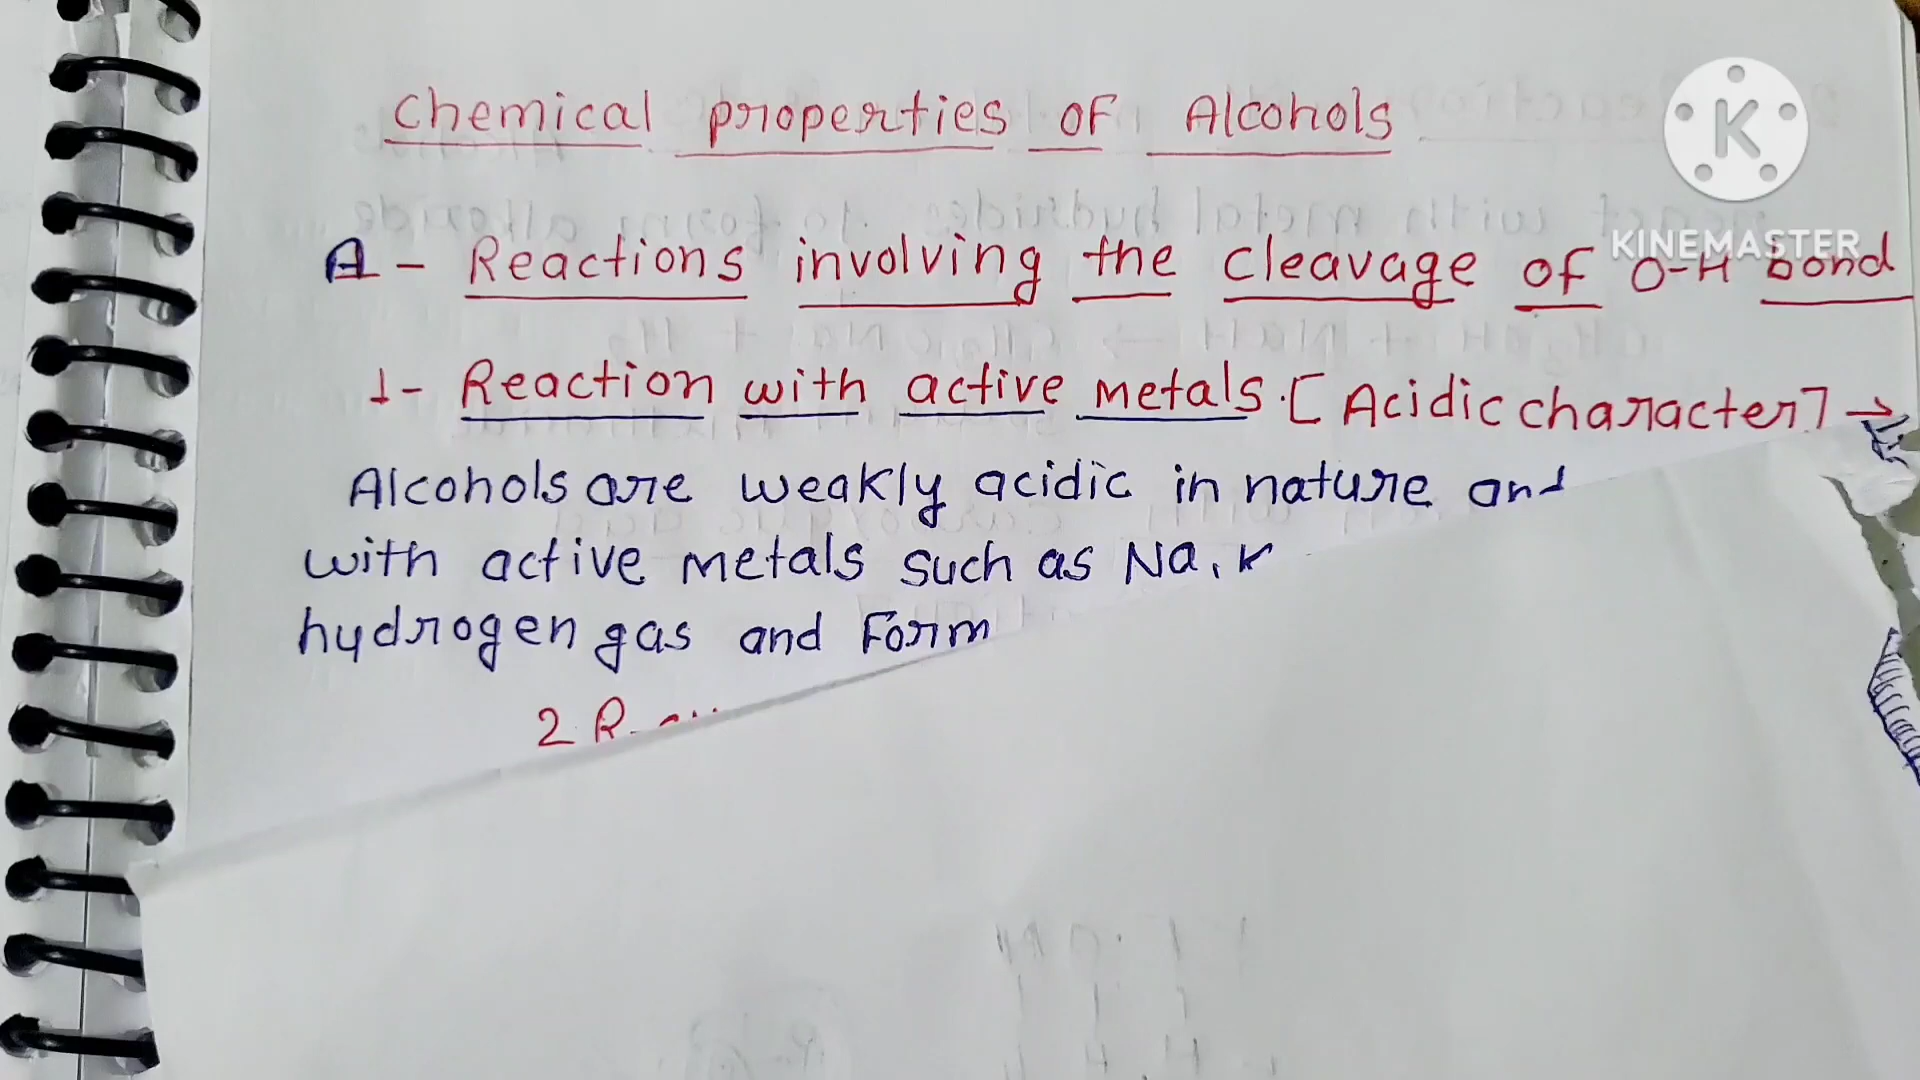 Chemical properties of Alcohols
KINEMASTER
A - Reactions involving the cleavage of O-H bond
1- Reaction with active metals. [Acidic character] →
Alcohols are weakly acidic in nature and
with active metals such as Na, K
hydrogen gas and Form
2 R